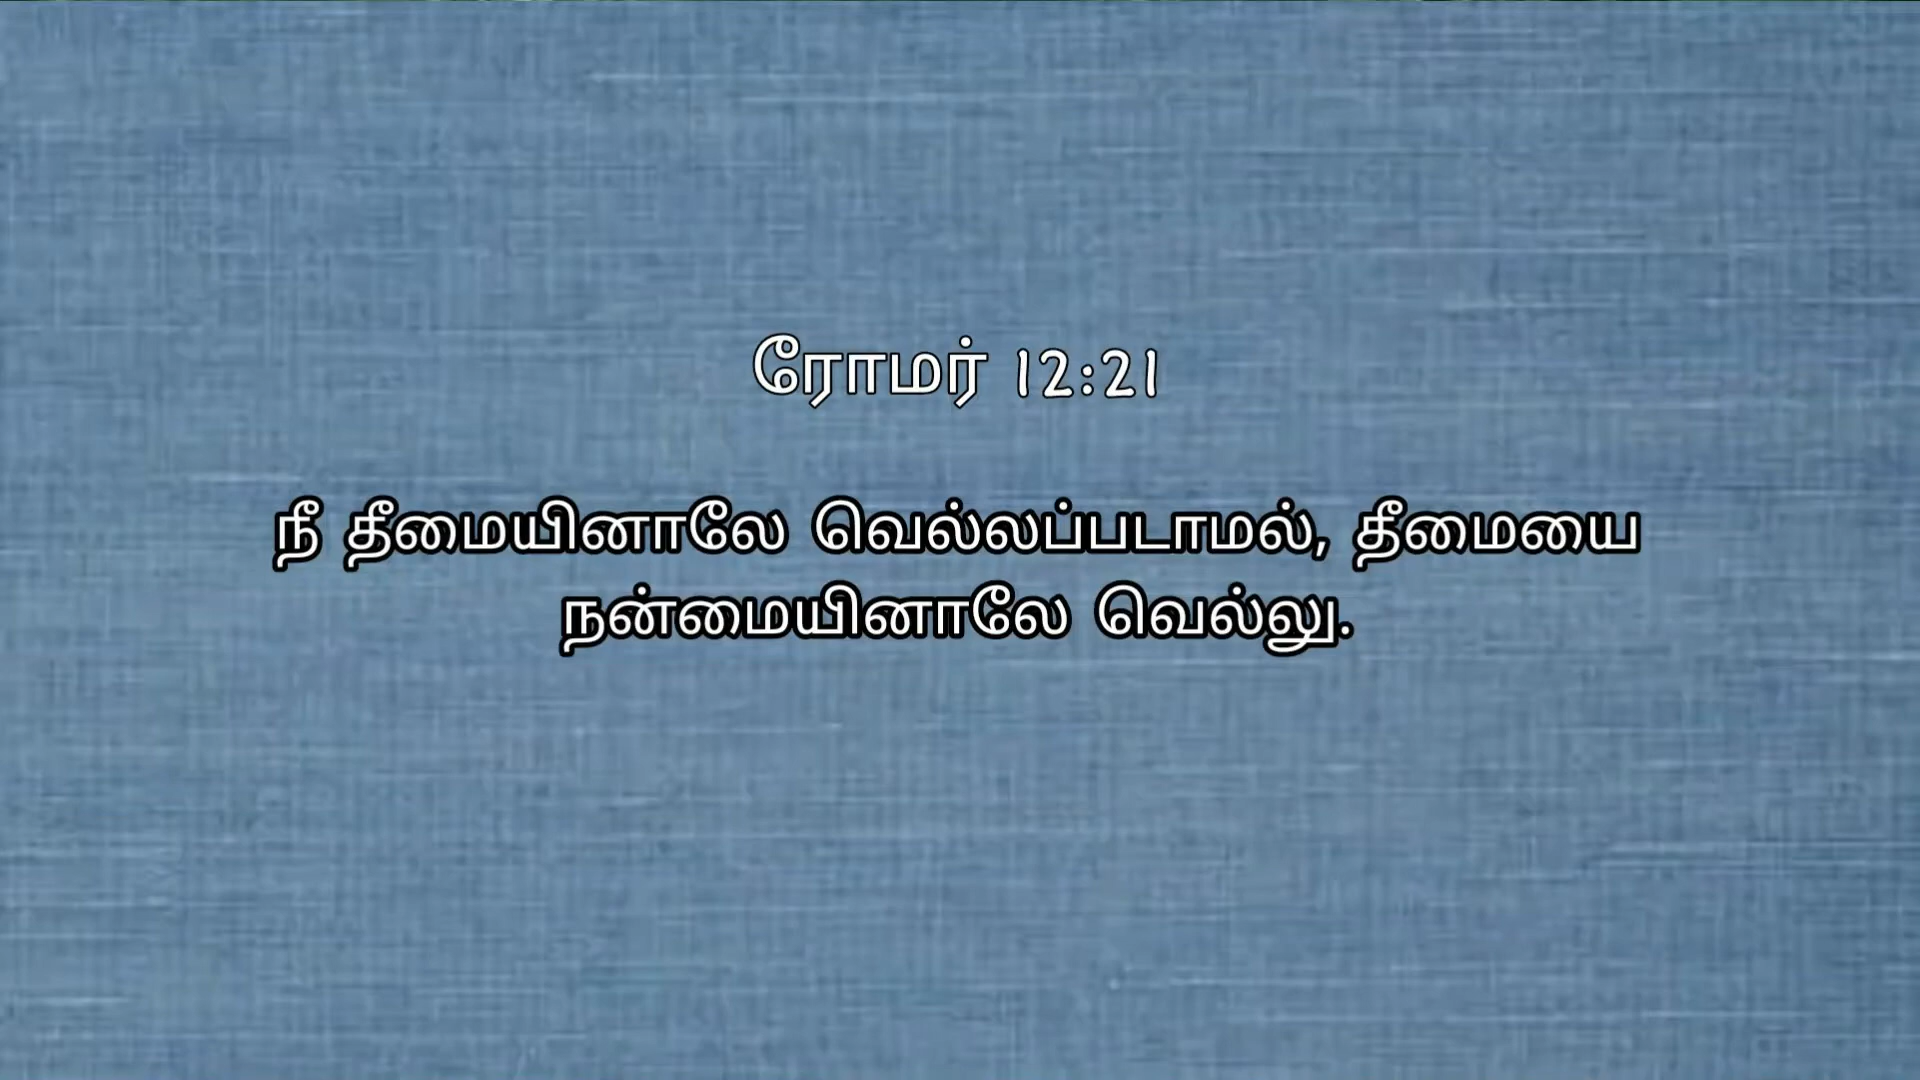 ரோமர் 12:21
நீ தீமையினாலே வெல்லப்படாமல், தீமையை
நன்மையினாலே வெல்லு.